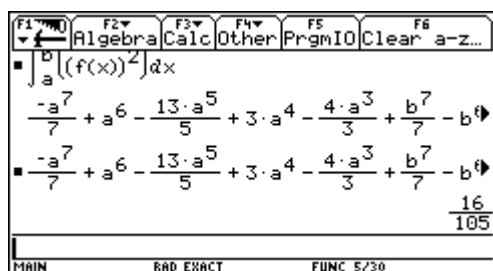 F1 F2 F3 F4 F5 F6
Algebra Calc Other PrgmIO Clear a-z…
∫ₐᵇ[(f(x))²]dx
-a⁷/7 + a⁶ - 13·a⁵/5 + 3·a⁴ - 4·a³/3 + b⁷/7 - b⁶
-a⁷/7 + a⁶ - 13·a⁵/5 + 3·a⁴ - 4·a³/3 + b⁷/7 - b⁶
16/105
MAIN RAD EXACT FUNC 5/30